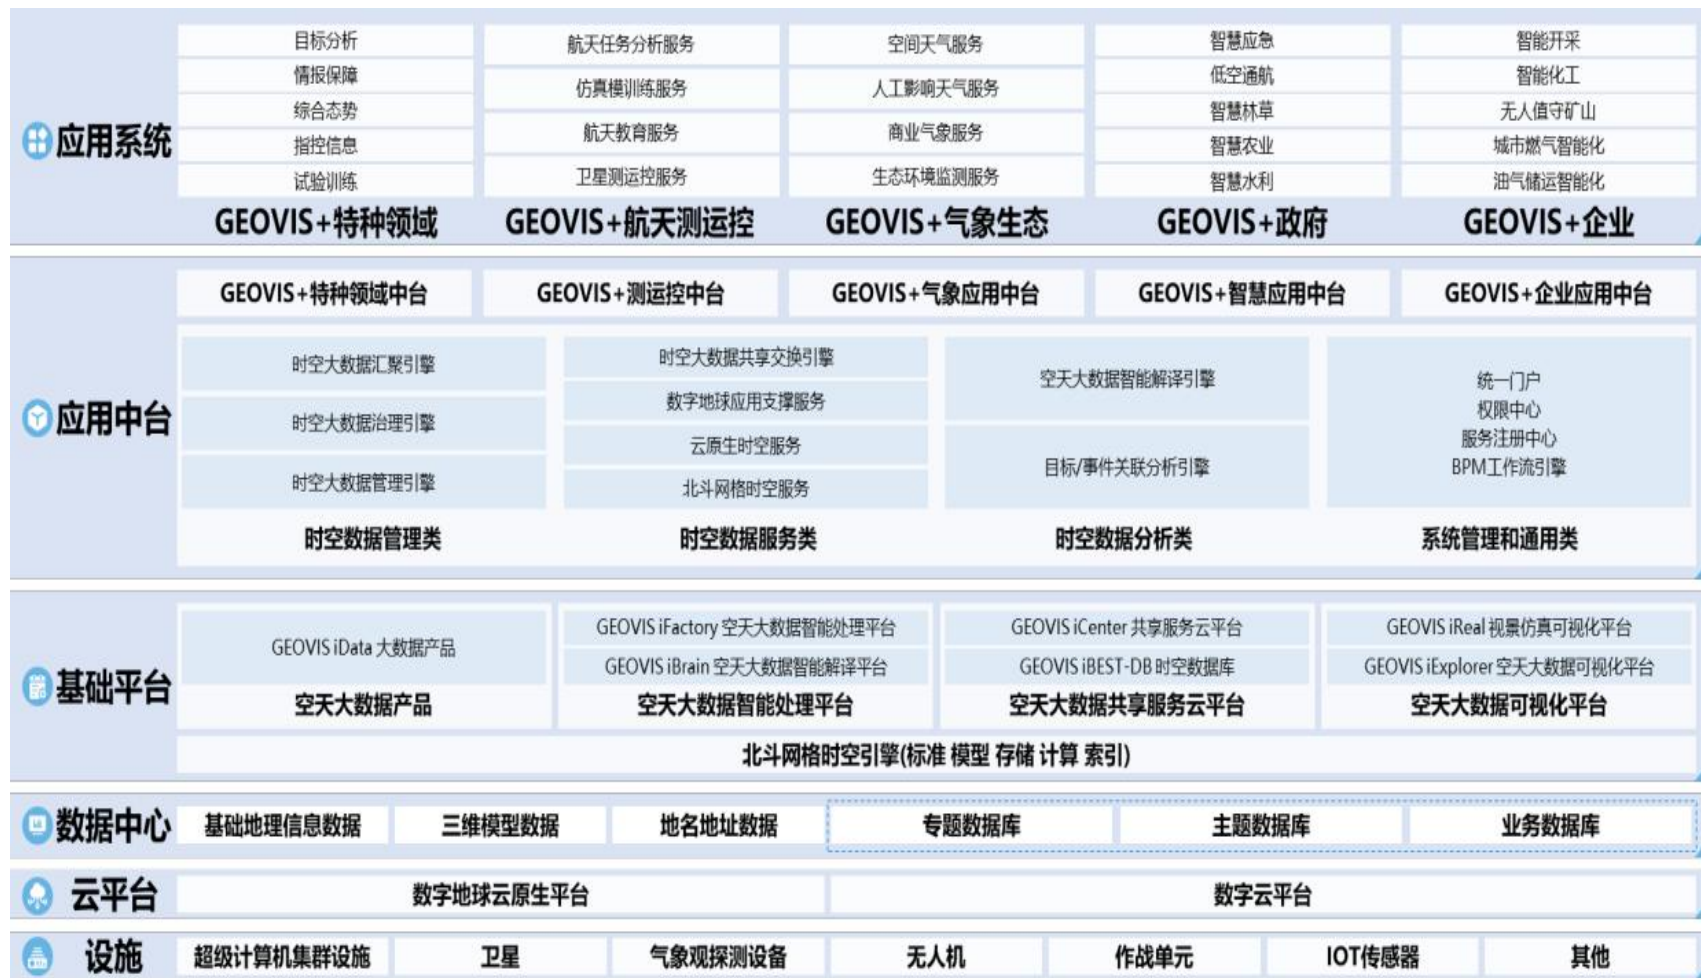 应用系统
目标分析
情报保障
综合态势
指控信息
试验训练
GEOVIS+特种领域
航天任务分析服务
仿真模训练服务
航天教育服务
卫星测运控服务
GEOVIS+航天测运控
空间天气服务
人工影响天气服务
商业气象服务
生态环境监测服务
GEOVIS+气象生态
智慧应急
低空通航
智慧林草
智慧农业
智慧水利
GEOVIS+政府
智能开采
智能化工
无人值守矿山
城市燃气智能化
油气储运智能化
GEOVIS+企业
应用中台
GEOVIS+特种领域中台
GEOVIS+测运控中台
GEOVIS+气象应用中台
GEOVIS+智慧应用中台
GEOVIS+企业应用中台
时空大数据汇聚引擎
时空大数据治理引擎
时空大数据管理引擎
时空数据管理类
时空大数据共享交换引擎
数字地球应用支撑服务
云原生时空服务
北斗网格时空服务
时空数据服务类
空天大数据智能解译引擎
目标/事件关联分析引擎
时空数据分析类
统一门户
权限中心
服务注册中心
BPM工作流引擎
系统管理和通用类
基础平台
GEOVIS iData 大数据产品
空天大数据产品
GEOVIS iFactory 空天大数据智能处理平台
GEOVIS iBrain 空天大数据智能解译平台
空天大数据智能处理平台
GEOVIS iCenter 共享服务云平台
GEOVIS iBEST-DB 时空数据库
空天大数据共享服务云平台
GEOVIS iReal 视景仿真可视化平台
GEOVIS iExplorer 空天大数据可视化平台
空天大数据可视化平台
北斗网格时空引擎(标准 模型 存储 计算 索引)
数据中心
基础地理信息数据
三维模型数据
地名地址数据
专题数据库
主题数据库
业务数据库
云平台
数字地球云原生平台
数字云平台
设施
超级计算机集群设施
卫星
气象观探测设备
无人机
作战单元
IOT传感器
其他